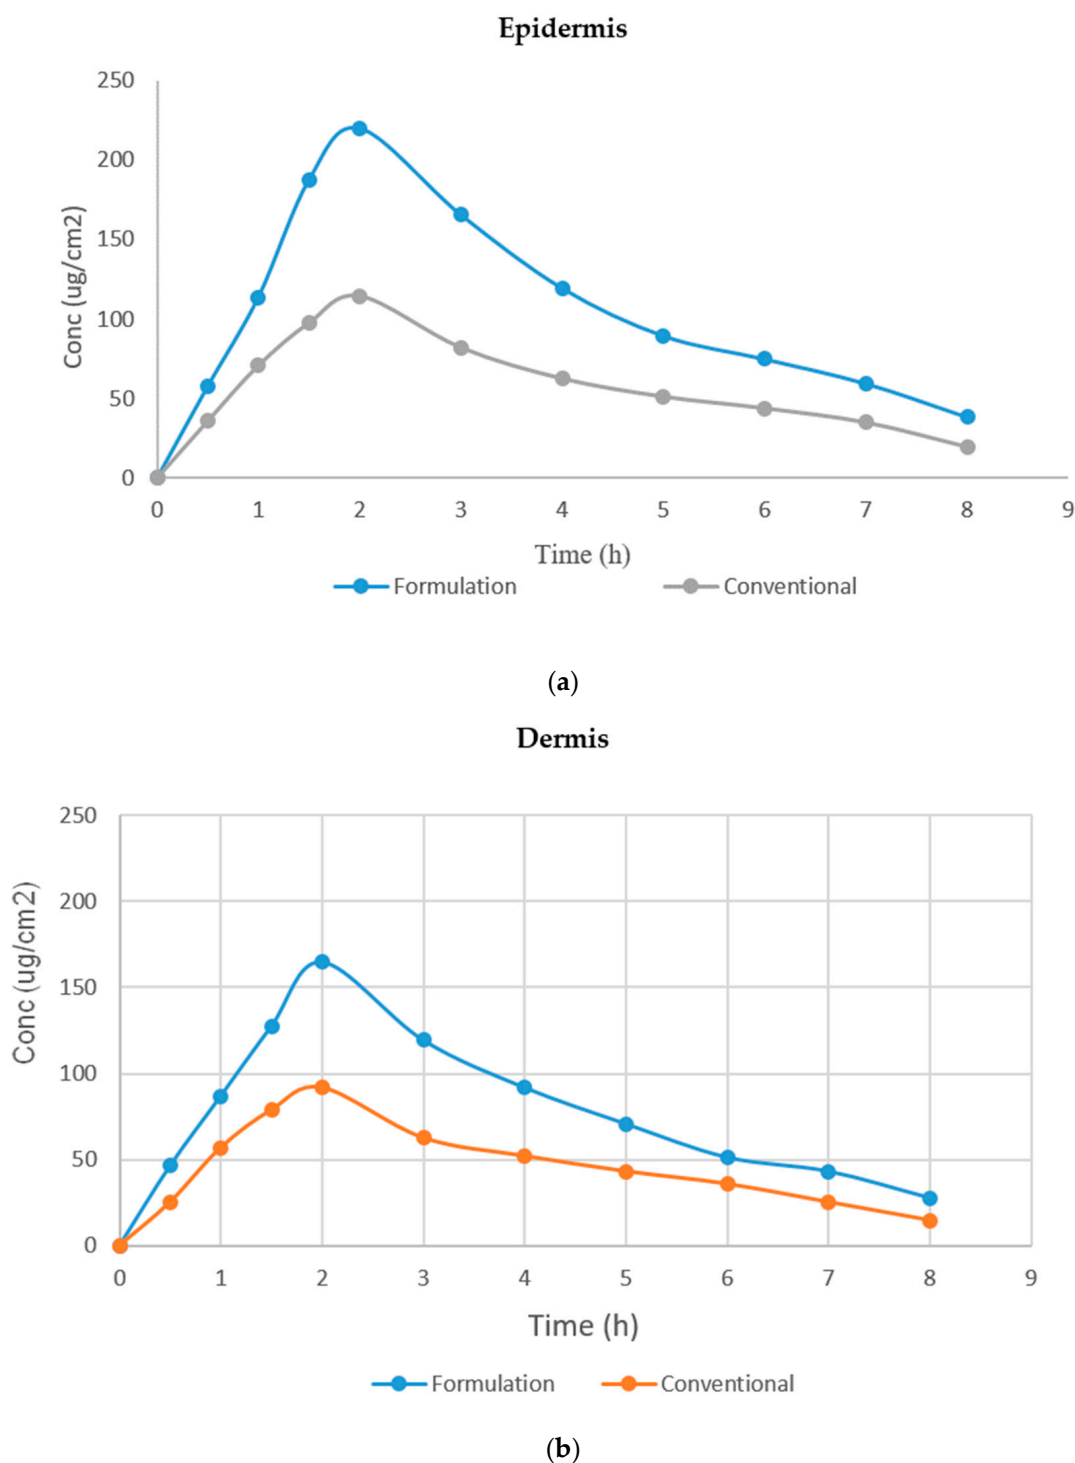 Epidermis
250
200
150
100
50
0
Conc (ug/cm2)
0 1 2 3 4 5 6 7 8 9
Time (h)
Formulation Conventional
(a)
Dermis
250
200
150
100
50
0
Conc (ug/cm2)
0 1 2 3 4 5 6 7 8 9
Time (h)
Formulation Conventional
(b)